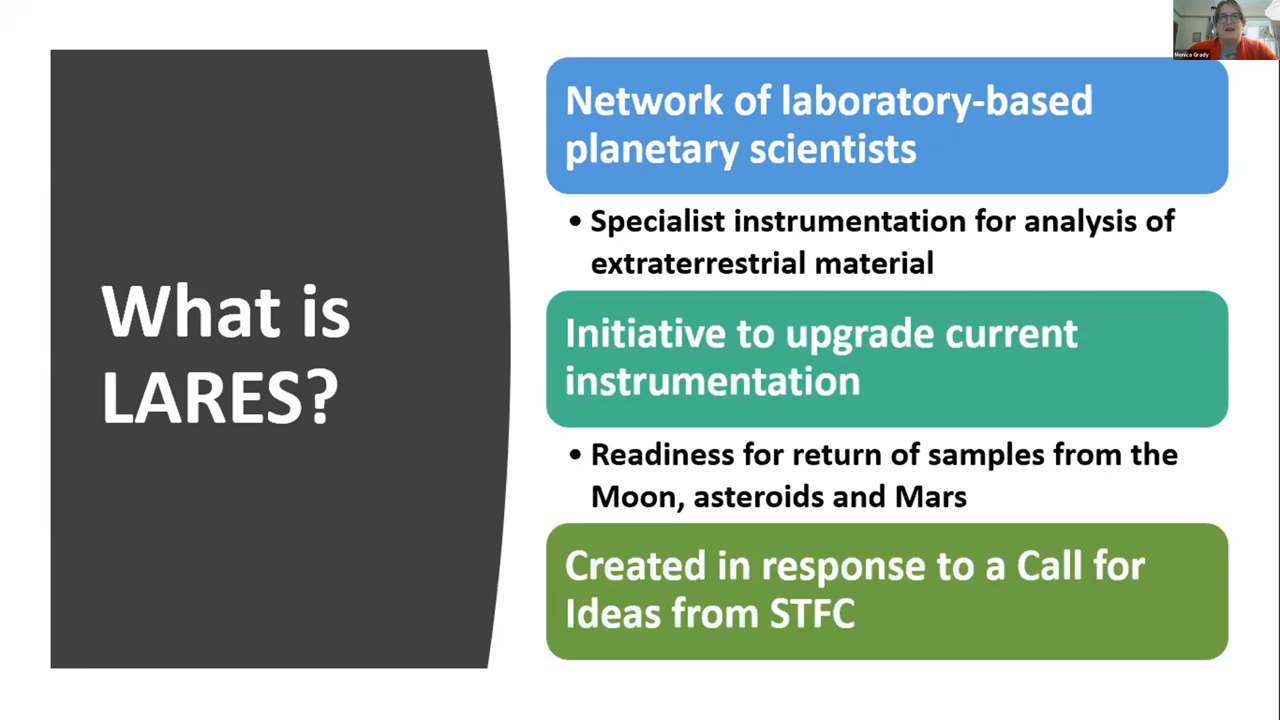 Monica Grady
What is
LARES?
Network of laboratory-based
planetary scientists
• Specialist instrumentation for analysis of
extraterrestrial material
Initiative to upgrade current
instrumentation
• Readiness for return of samples from the
Moon, asteroids and Mars
Created in response to a Call for
Ideas from STFC